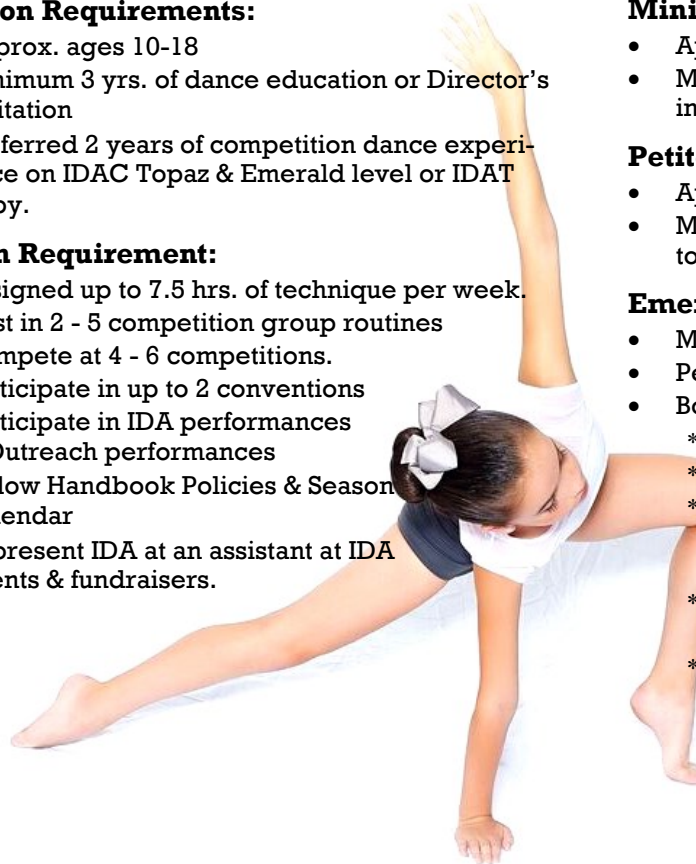 on Requirements:
prox. ages 10-18
nimum 3 yrs. of dance education or Director's
itation
ferred 2 years of competition dance experi-
ce on IDAC Topaz & Emerald level or IDAT
by.
n Requirement:
signed up to 7.5 hrs. of technique per week.
st in 2 - 5 competition group routines
mpete at 4 - 6 competitions.
ticipate in up to 2 conventions
ticipate in IDA performances
Outreach performances
low Handbook Policies & Season
endar
present IDA at an assistant at IDA
ents & fundraisers.
Mini
• A
• M
in
Petit
• A
• M
to
Eme
• M
• Pe
• Bo
*
*
*
*
*